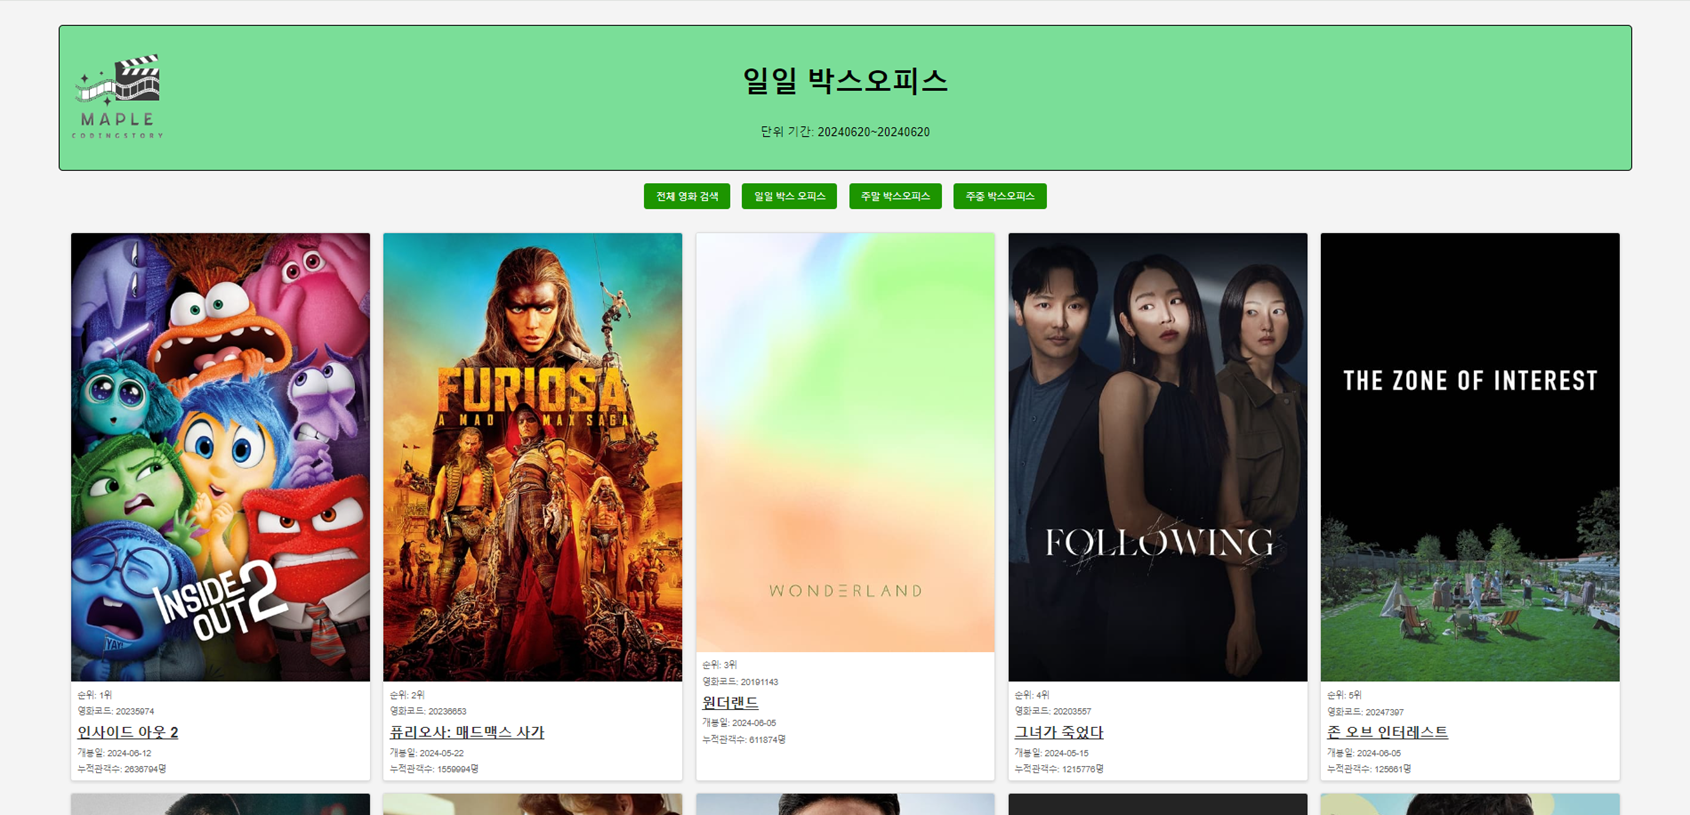 MAPLE
CODINGSTORY
일일 박스오피스
단위 기간: 20240620~20240620
전체 영화 검색
일일 박스 오피스
주말 박스오피스
주중 박스오피스
INSIDE
OUT 2
YAY!
순위: 1위
영화코드: 20235974
인사이드 아웃 2
개봉일: 2024-06-12
누적관객수: 2636794명
FURIOSA
A MAD MAX SAGA
순위: 2위
영화코드: 20236653
퓨리오사: 매드맥스 사가
개봉일: 2024-05-22
누적관객수: 1559994명
WONDERLAND
순위: 3위
영화코드: 20191143
원더랜드
개봉일: 2024-06-05
누적관객수: 611874명
FOLLOWING
순위: 4위
영화코드: 20203557
그녀가 죽었다
개봉일: 2024-05-15
누적관객수: 1215776명
THE ZONE OF INTEREST
순위: 5위
영화코드: 20247397
존 오브 인터레스트
개봉일: 2024-06-05
누적관객수: 125661명